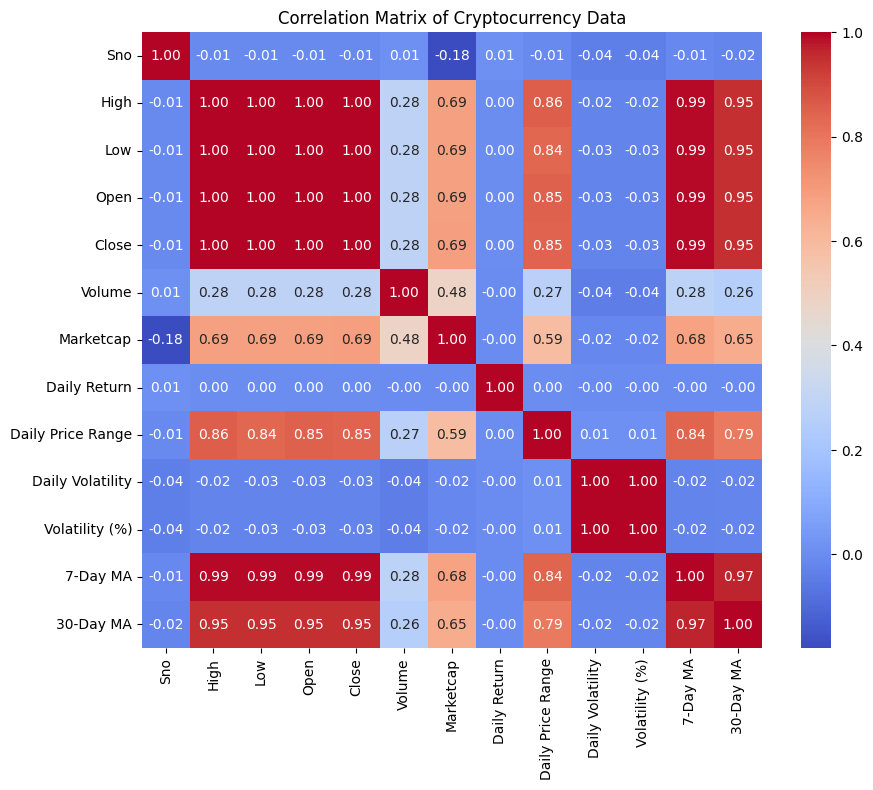 Correlation Matrix of Cryptocurrency Data
Sno 1.00 -0.01 -0.01 -0.01 -0.01 0.01 -0.18 0.01 -0.01 -0.04 -0.04 -0.01 -0.02
High -0.01 1.00 1.00 1.00 1.00 0.28 0.69 0.00 0.86 -0.02 -0.02 0.99 0.95
Low -0.01 1.00 1.00 1.00 1.00 0.28 0.69 0.00 0.84 -0.03 -0.03 0.99 0.95
Open -0.01 1.00 1.00 1.00 1.00 0.28 0.69 0.00 0.85 -0.03 -0.03 0.99 0.95
Close -0.01 1.00 1.00 1.00 1.00 0.28 0.69 0.00 0.85 -0.03 -0.03 0.99 0.95
Volume 0.01 0.28 0.28 0.28 0.28 1.00 0.48 -0.00 0.27 -0.04 -0.04 0.28 0.26
Marketcap -0.18 0.69 0.69 0.69 0.69 0.48 1.00 -0.00 0.59 -0.02 -0.02 0.68 0.65
Daily Return 0.01 0.00 0.00 0.00 0.00 -0.00 -0.00 1.00 0.00 -0.00 -0.00 -0.00 -0.00
Daily Price Range -0.01 0.86 0.84 0.85 0.85 0.27 0.59 0.00 1.00 0.01 0.01 0.84 0.79
Daily Volatility -0.04 -0.02 -0.03 -0.03 -0.03 -0.04 -0.02 -0.00 0.01 1.00 1.00 -0.02 -0.02
Volatility (%) -0.04 -0.02 -0.03 -0.03 -0.03 -0.04 -0.02 -0.00 0.01 1.00 1.00 -0.02 -0.02
7-Day MA -0.01 0.99 0.99 0.99 0.99 0.28 0.68 -0.00 0.84 -0.02 -0.02 1.00 0.97
30-Day MA -0.02 0.95 0.95 0.95 0.95 0.26 0.65 -0.00 0.79 -0.02 -0.02 0.97 1.00
Sno High Low Open Close Volume Marketcap Daily Return Daily Price Range Daily Volatility Volatility (%) 7-Day MA 30-Day MA
1.0
0.8
0.6
0.4
0.2
0.0